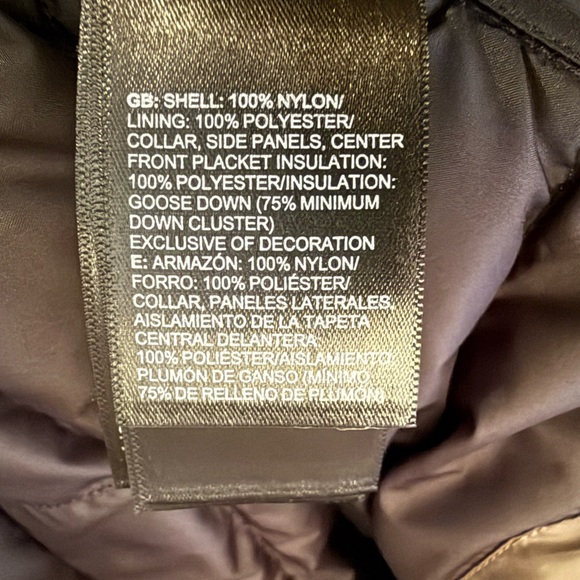 GB: SHELL: 100% NYLON/
LINING: 100% POLYESTER/
COLLAR, SIDE PANELS, CENTER
FRONT PLACKET INSULATION:
100% POLYESTER/INSULATION:
GOOSE DOWN (75% MINIMUM
DOWN CLUSTER)
EXCLUSIVE OF DECORATION
E: ARMAZÓN: 100% NYLON/
FORRO: 100% POLIÉSTER/
COLLAR, PANELES LATERALES,
AISLAMIENTO DE LA TAPETA
CENTRAL DELANTERA:
100% POLIÉSTER/AISLAMIENTO:
PLUMÓN DE GANSO (MÍNIMO
75% DE RELLENO DE PLUMÓN)